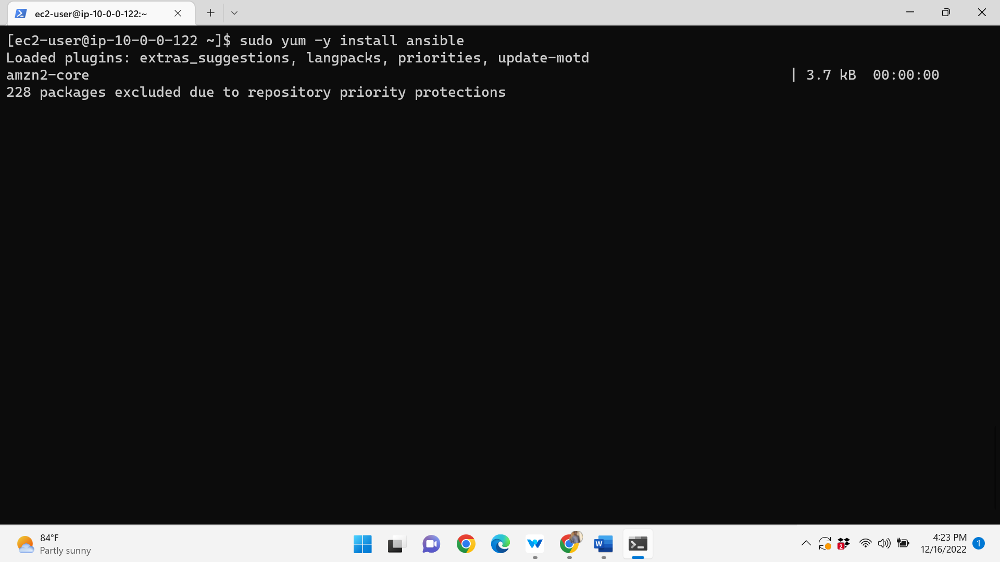 ec2-user@ip-10-0-0-122:~
[ec2-user@ip-10-0-0-122 ~]$ sudo yum -y install ansible
Loaded plugins: extras_suggestions, langpacks, priorities, update-motd
amzn2-core | 3.7 kB 00:00:00
228 packages excluded due to repository priority protections
84°F
Partly sunny
W
2
4:23 PM
12/16/2022
1